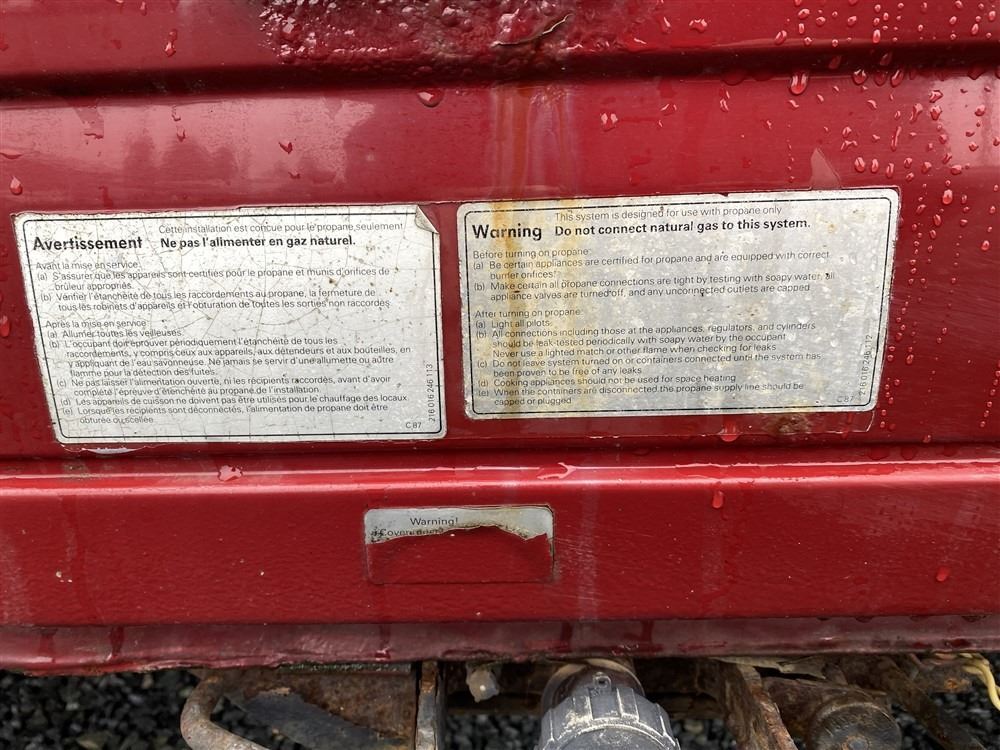 Cette installation est conçue pour le propane seulement
Avertissement Ne pas l'alimenter en gaz naturel.
Avant la mise en service:
(a) S'assurer que les appareils sont certifiés pour le propane et munis d'orifices de
brûleur appropriés.
(b) Vérifier l'étanchéité de tous les raccordements au propane, la fermeture de
tous les robinets d'appareils et l'obturation de toutes les sorties non raccordés.
Après la mise en service:
(a) Allumer toutes les veilleuses.
(b) L'occupant doit éprouver périodiquement l'étanchéité de tous les
raccordements, y compris ceux aux appareils, aux détendeurs et aux bouteilles, en
y appliquant de l'eau savonneuse. Ne jamais se servir d'une allumette ou autre
flamme pour la détection des fuites.
(c) Ne pas laisser l'alimentation ouverte, ni les récipients raccordés, avant d'avoir
complété l'épreuve d'étanchéité au propane de l'installation.
(d) Les appareils de cuisson ne doivent pas être utilisés pour le chauffage des locaux
(e) Lorsque les récipients sont déconnectés, l'alimentation de propane doit être
obturée ou scellée.
C 87
216 016 246 113
This system is designed for use with propane only
Warning Do not connect natural gas to this system.
Before turning on propane:
(a) Be certain appliances are certified for propane and are equipped with correct
burner orifices.
(b) Make certain all propane connections are tight by testing with soapy water, all
appliance valves are turned off, and any unconnected outlets are capped
After turning on propane:
(a) Light all pilots.
(b) All connections including those at the appliances, regulators, and cylinders
should be leak-tested periodically with soapy water by the occupant
Never use a lighted match or other flame when checking for leaks
(c) Do not leave system turned on or containers connected until the system has
been proven to be free of any leaks
(d) Cooking appliances should not be used for space heating
(e) When the containers are disconnected the propane supply line should be
capped or plugged.
C 87
216 016 246 112
Warning!